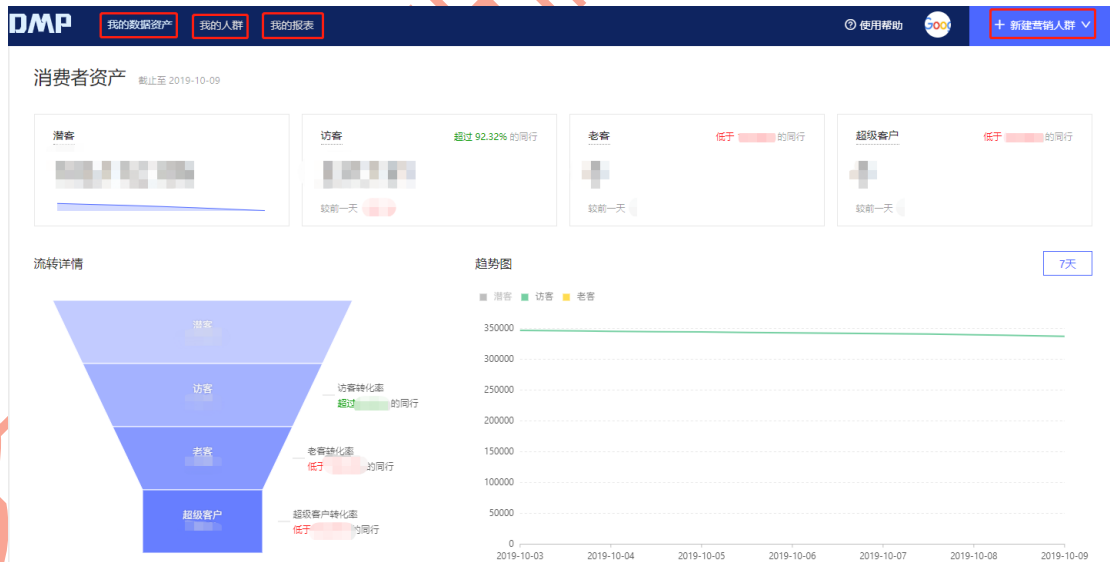 DMP 我的数据资产 我的人群 我的报表 使用帮助 Good + 新建营销人群
消费者资产 截止至 2019-10-09
潜客
访客 超过 92.32% 的同行
老客 低于 的同行
超级客户 低于 的同行
较前一天
较前一天
较前一天
流转详情
趋势图
7天
潜客 访客 老客
潜客
访客
老客
超级客户
访客转化率
超过 的同行
老客转化率
低于 的同行
超级客户转化率
低于 的同行
350000
300000
250000
200000
150000
100000
50000
0
2019-10-03 2019-10-04 2019-10-05 2019-10-06 2019-10-07 2019-10-08 2019-10-09